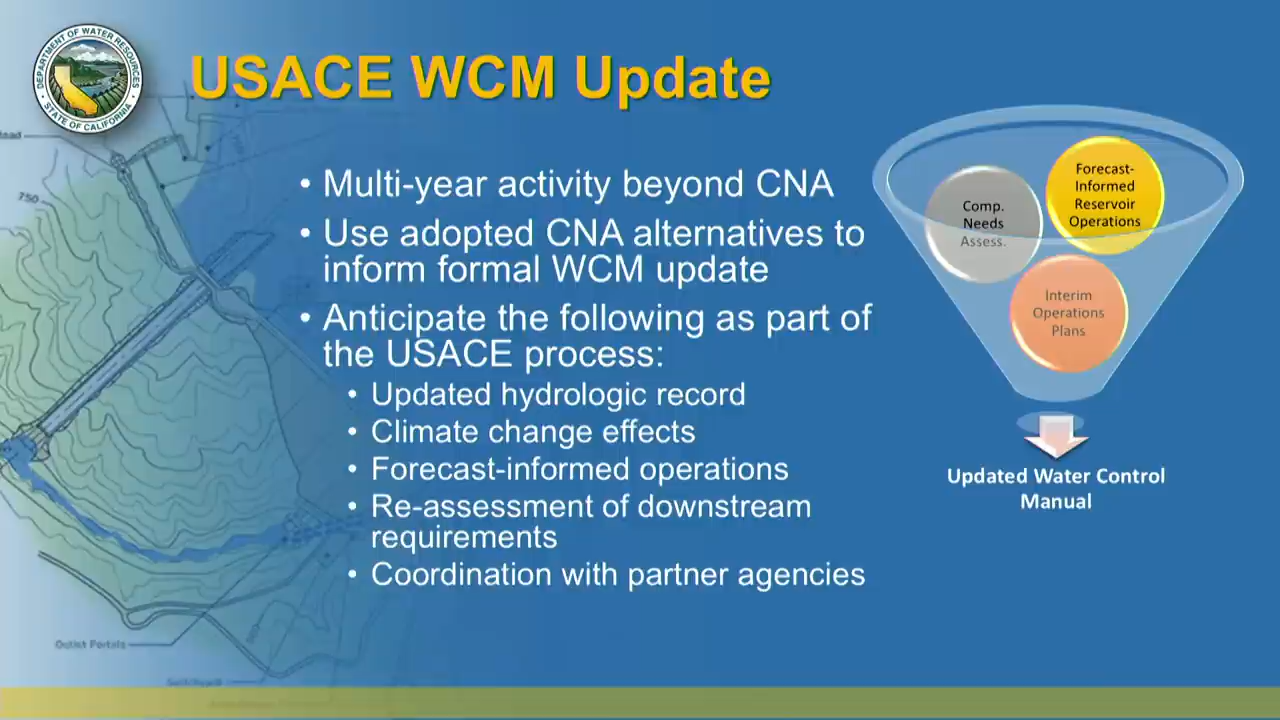 DEPARTMENT OF WATER RESOURCES
STATE OF CALIFORNIA
USACE WCM Update
• Multi-year activity beyond CNA
• Use adopted CNA alternatives to
inform formal WCM update
• Anticipate the following as part of
the USACE process:
• Updated hydrologic record
• Climate change effects
• Forecast-informed operations
• Re-assessment of downstream
requirements
• Coordination with partner agencies
Comp.
Needs
Assess.
Forecast-
Informed
Reservoir
Operations
Interim
Operations
Plans
Updated Water Control
Manual
750
Outlet Portals